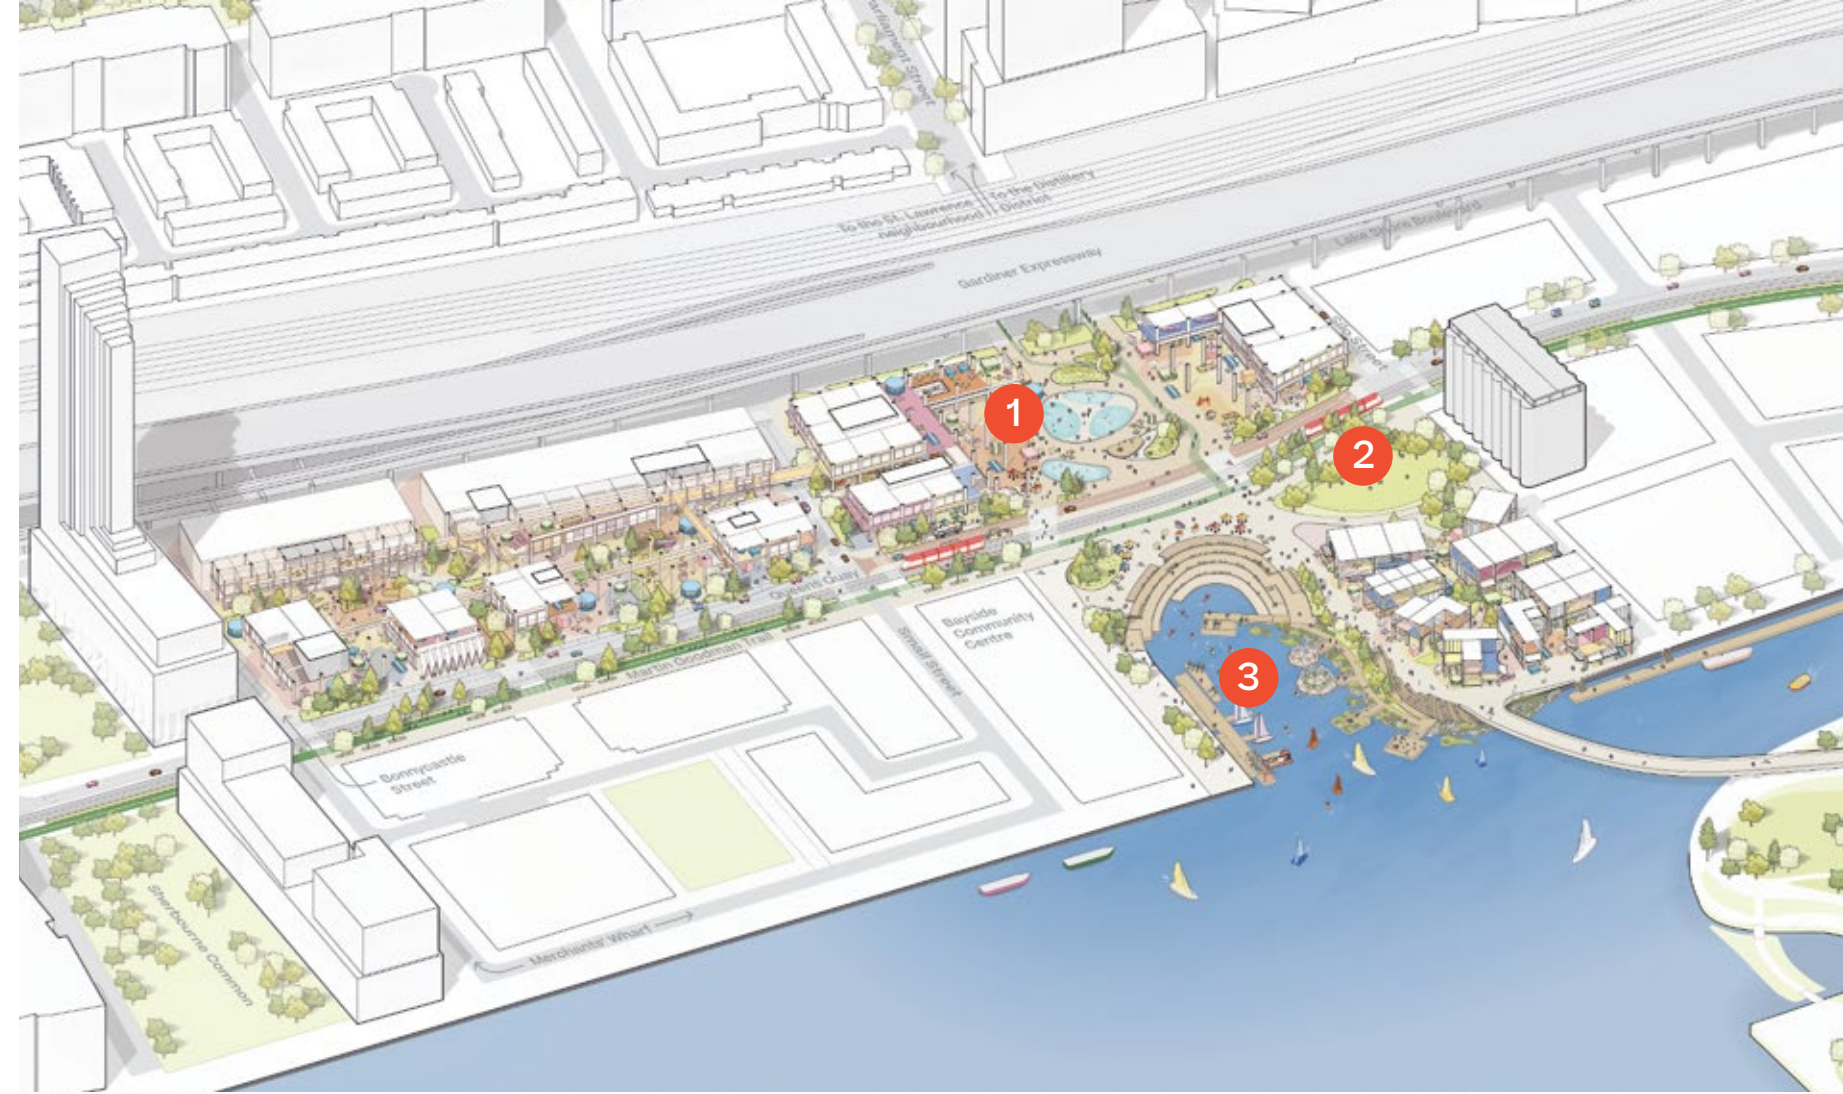 Parliament Street
To the St. Lawrence
neighbourhood
To the Distillery
District
Gardiner Expressway
Lake Shore Boulevard
1
2
Queens Quay
Bayside
Community
Centre
Small Street
Martin Goodman Trail
3
Bonnycastle
Street
Merchants' Wharf
Sherbourne Common